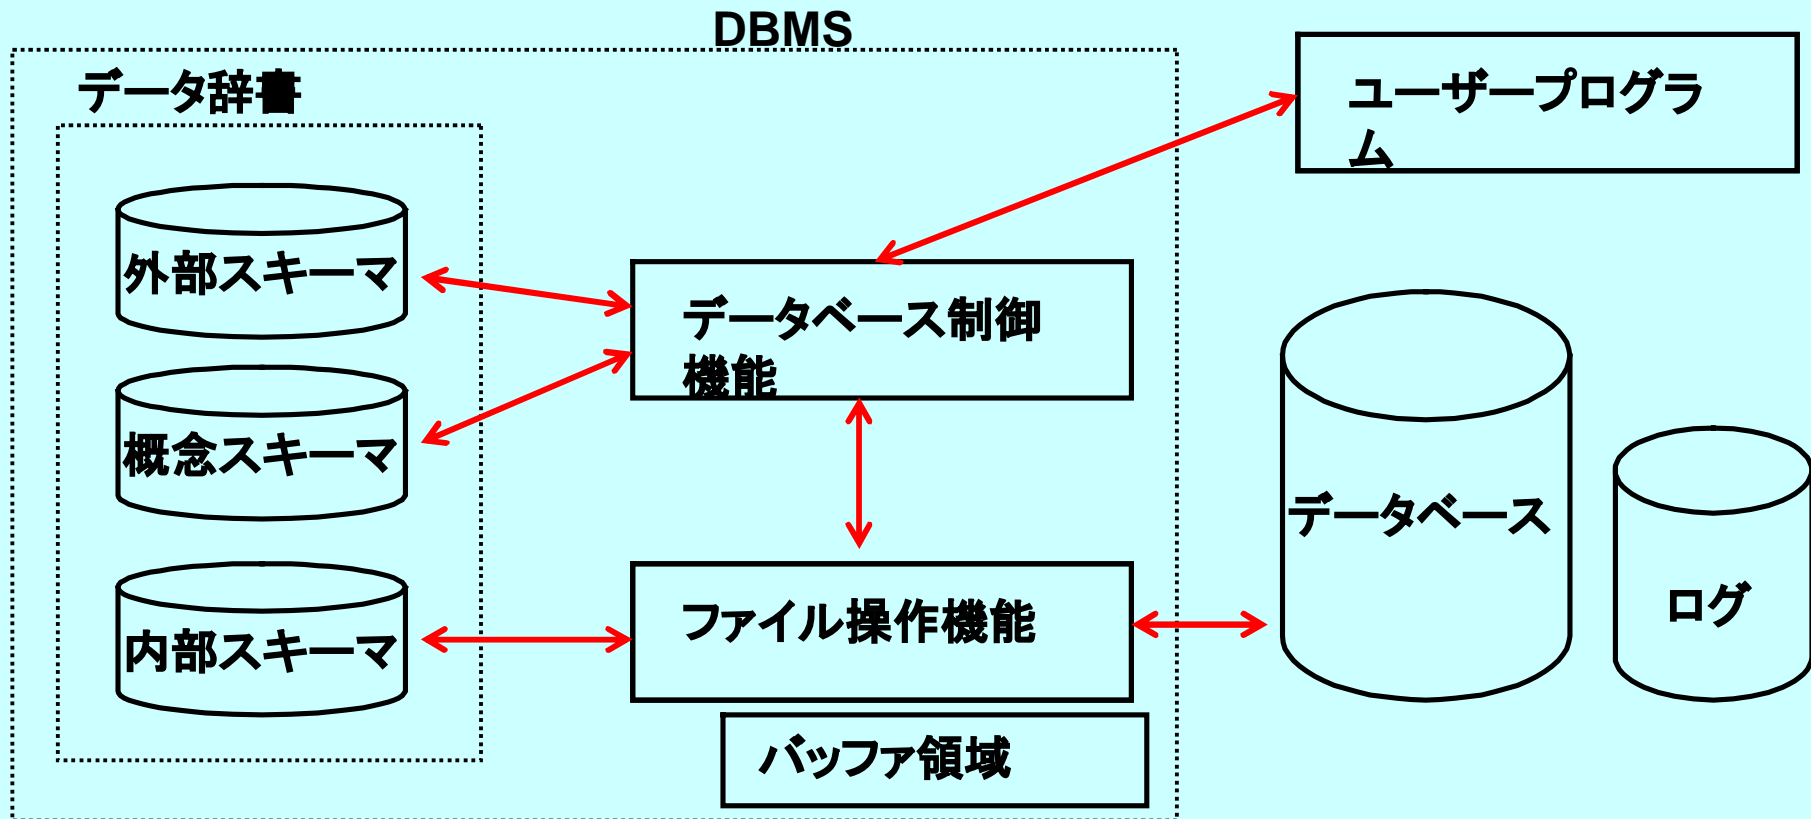 DBMS
データ辞書
ユーザープログラ
ム
外部スキーマ
データベース制御
機能
概念スキーマ
データベース
ログ
内部スキーマ
ファイル操作機能
バッファ領域